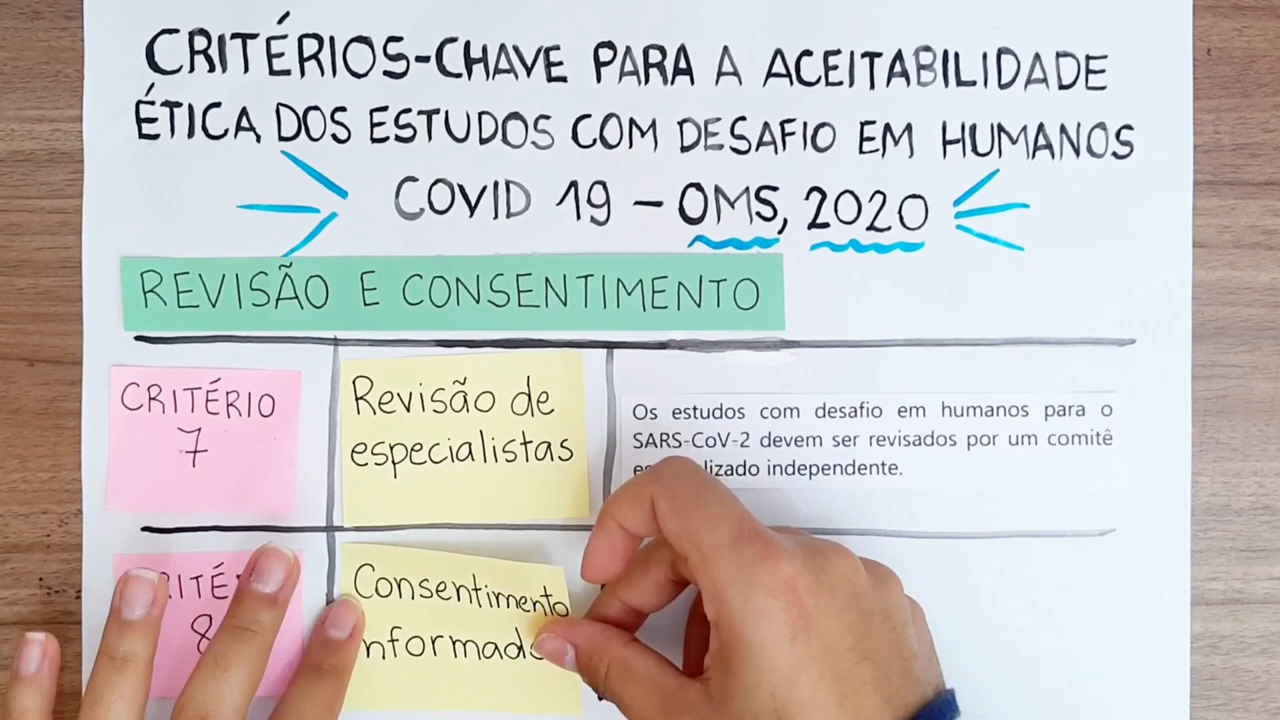 CRITÉRIOS-CHAVE PARA A ACEITABILIDADE
ÉTICA DOS ESTUDOS COM DESAFIO EM HUMANOS
COVID 19 – OMS, 2020
REVISÃO E CONSENTIMENTO
CRITÉRIO
7
Revisão de
especialistas
Os estudos com desafio em humanos para o
SARS-CoV-2 devem ser revisados por um comitê
independente.
8
Consentimento